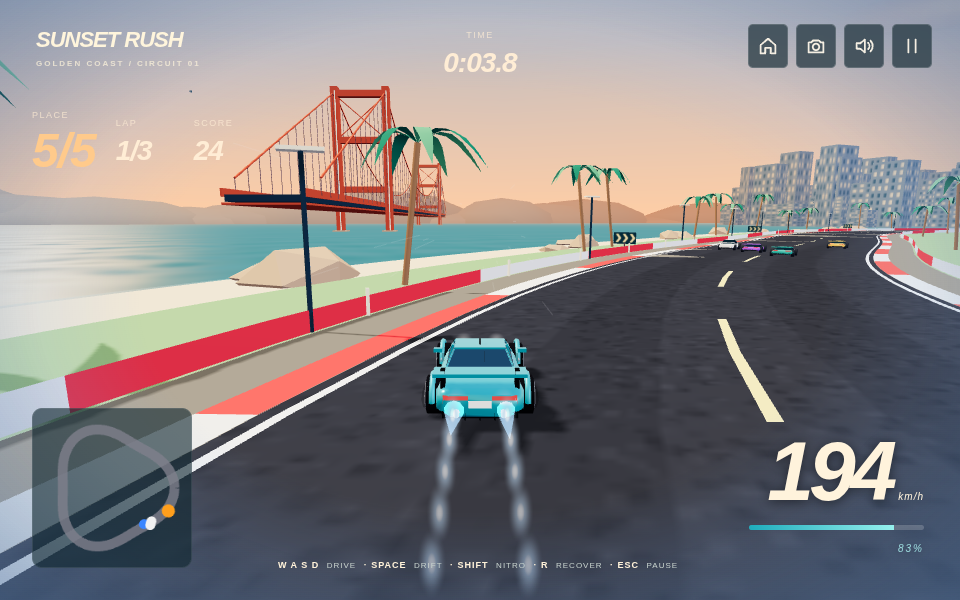 SUNSET RUSH
GOLDEN COAST / CIRCUIT 01
TIME
0:03.8
PLACE
5/5
LAP
1/3
SCORE
24
194 km/h
83%
W A S D DRIVE · SPACE DRIFT · SHIFT NITRO · R RECOVER · ESC PAUSE